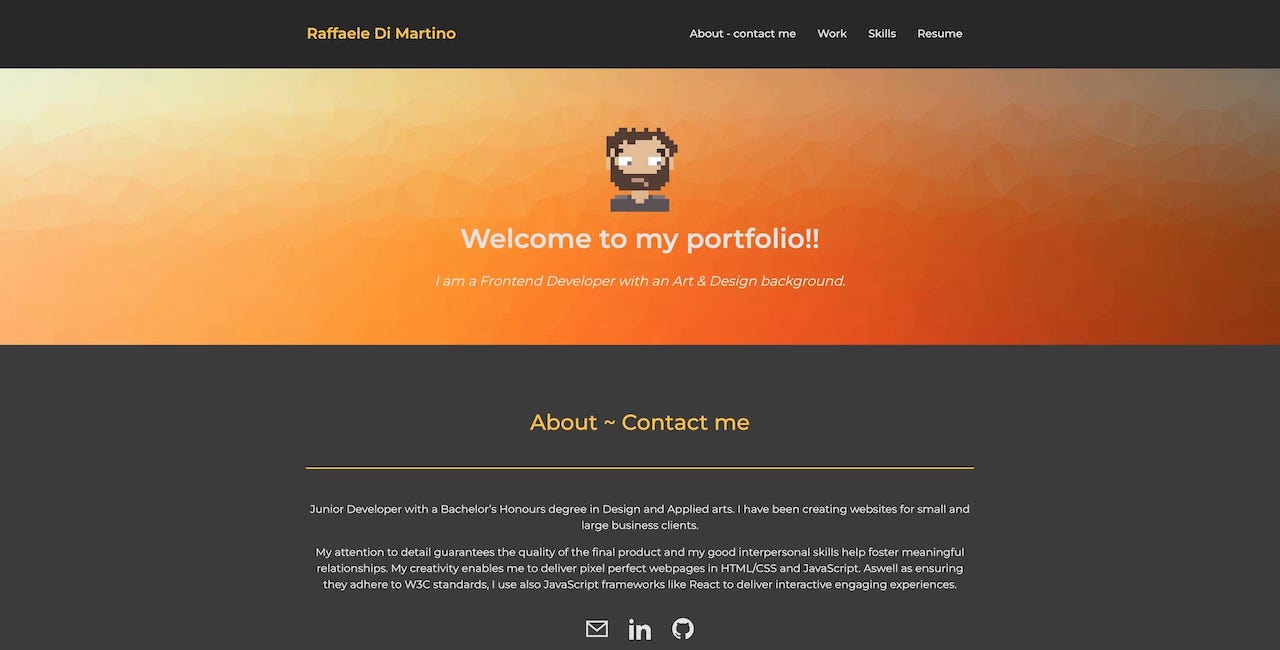 Raffaele Di Martino
About - contact me
Work
Skills
Resume
Welcome to my portfolio!!
I am a Frontend Developer with an Art & Design background.
About ~ Contact me
Junior Developer with a Bachelor’s Honours degree in Design and Applied arts. I have been creating websites for small and
large business clients.
My attention to detail guarantees the quality of the final product and my good interpersonal skills help foster meaningful
relationships. My creativity enables me to deliver pixel perfect webpages in HTML/CSS and JavaScript. Aswell as ensuring
they adhere to W3C standards, I use also JavaScript frameworks like React to deliver interactive engaging experiences.
in